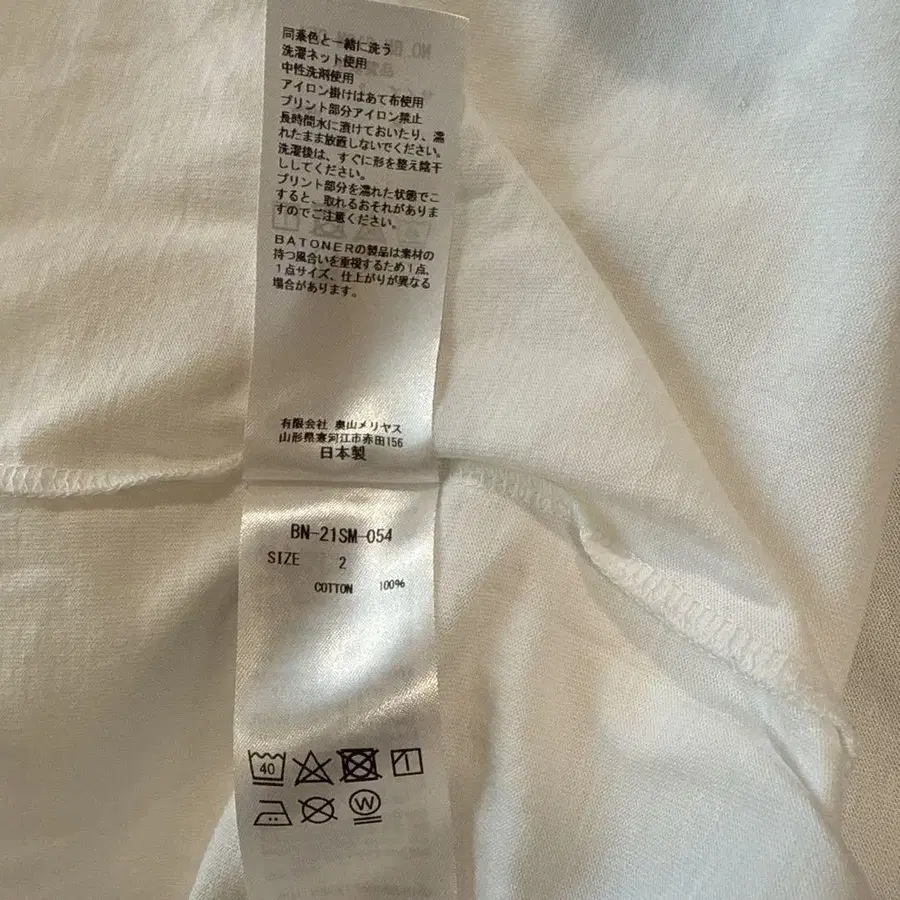 同素色と一緒に洗う
洗濯ネット使用
中性洗剤使用
アイロン掛けはあて布使用
プリント部分アイロン禁止
長時間水に漬けておいたり、濡
れたまま放置しないでください。
洗濯後は、すぐに形を整え陰干
ししてください。
プリント部分を濡れた状態でこ
すると、取れるおそれがありま
すのでご注意ください。
BATONERの製品は素材の
持つ風合いを重視するため1点、
1点サイズ、仕上がりが異なる
場合があります。
有限会社 奥山メリヤス
山形県寒河江市赤田156
日本製
BN-21SM-054
SIZE 2
COTTON 100%
40
W